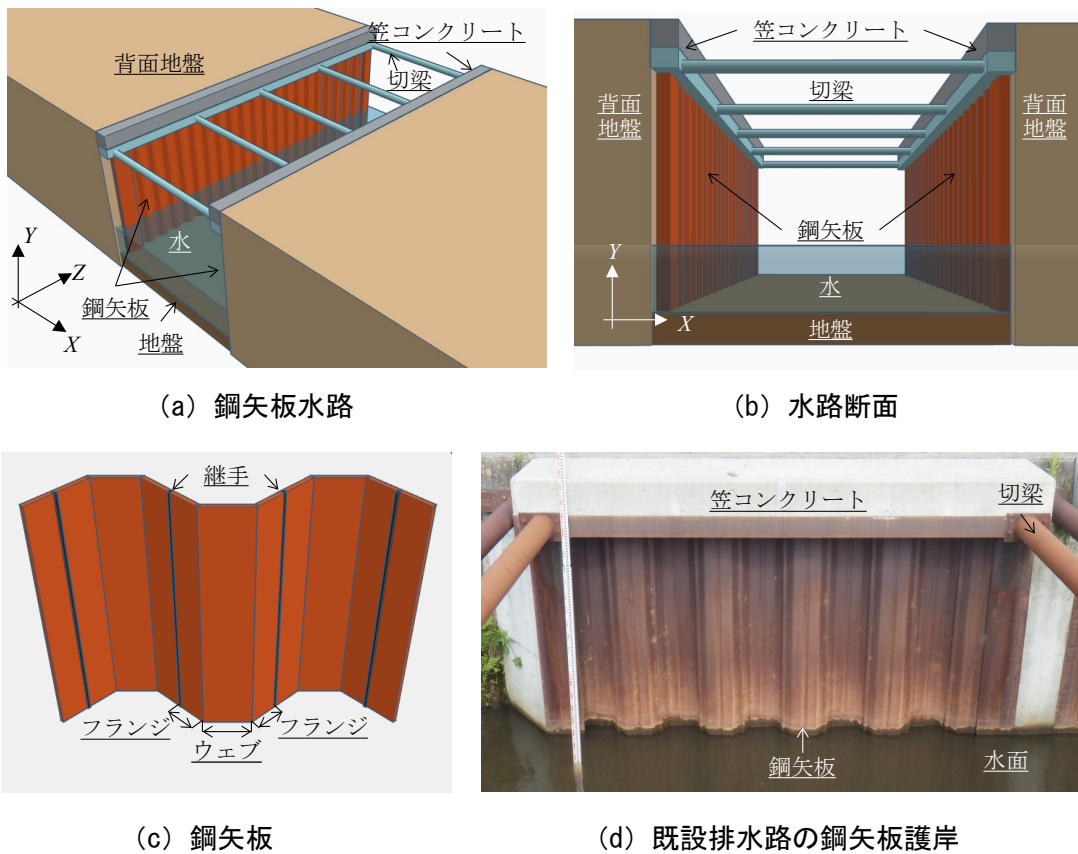 笠コンクリート
背面地盤
切梁
水
Y
Z
X
鋼矢板
地盤
(a) 鋼矢板水路
笠コンクリート
切梁
背面
地盤
背面
地盤
鋼矢板
Y
水
X
地盤
(b) 水路断面
継手
フランジ
フランジ
ウェブ
(c) 鋼矢板
笠コンクリート
切梁
鋼矢板
水面
(d) 既設排水路の鋼矢板護岸